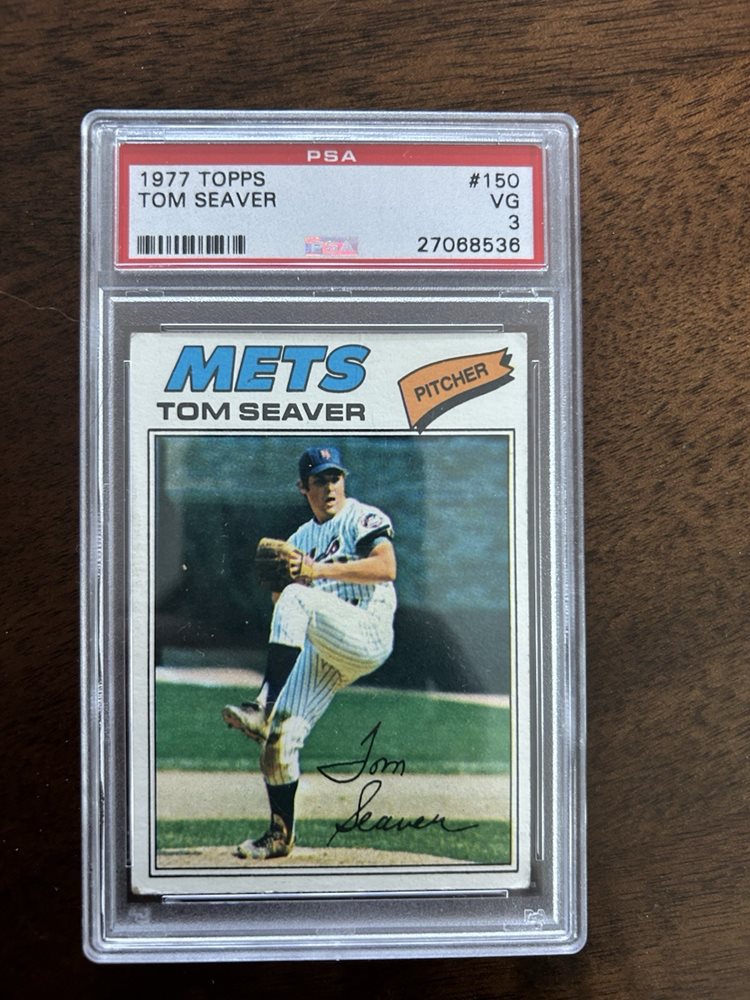 PSA
1977 TOPPS #150
TOM SEAVER VG
3
27068536
METS
TOM SEAVER
PITCHER
Tom
Seaver